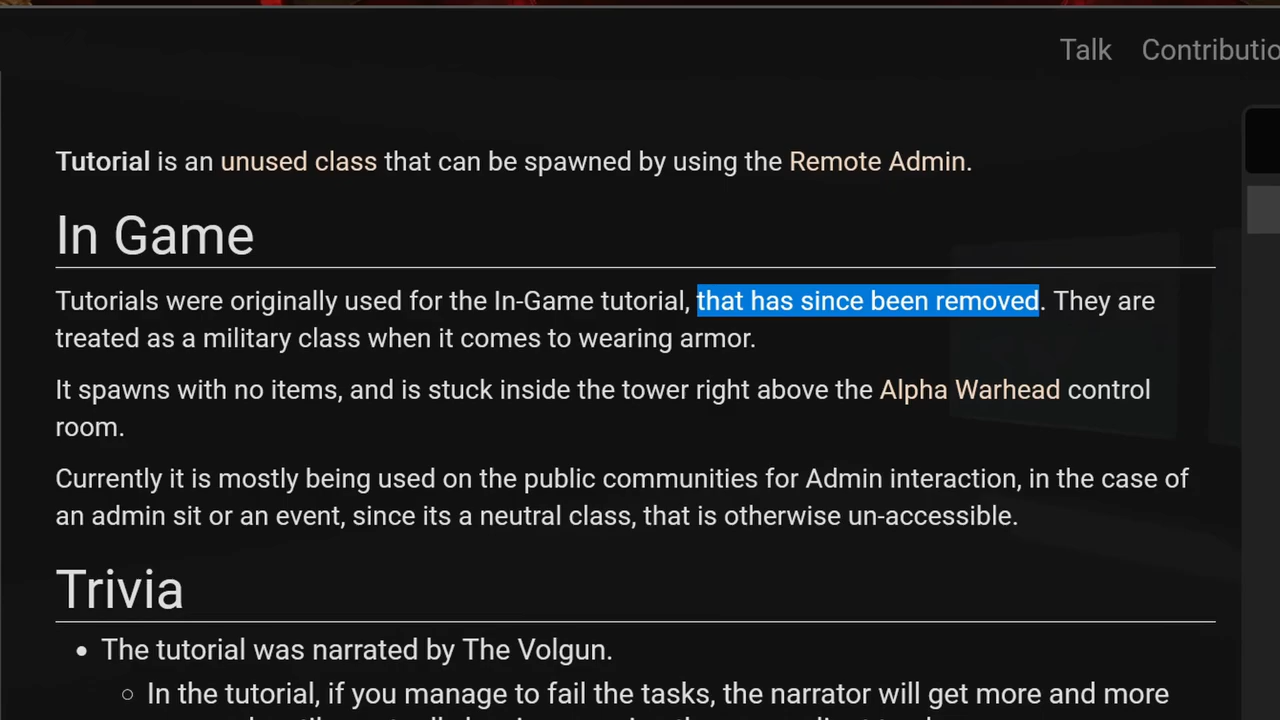 Talk Contributio
Tutorial is an unused class that can be spawned by using the Remote Admin.
In Game
Tutorials were originally used for the In-Game tutorial, that has since been removed. They are
treated as a military class when it comes to wearing armor.
It spawns with no items, and is stuck inside the tower right above the Alpha Warhead control
room.
Currently it is mostly being used on the public communities for Admin interaction, in the case of
an admin sit or an event, since its a neutral class, that is otherwise un-accessible.
Trivia
• The tutorial was narrated by The Volgun.
○ In the tutorial, if you manage to fail the tasks, the narrator will get more and more